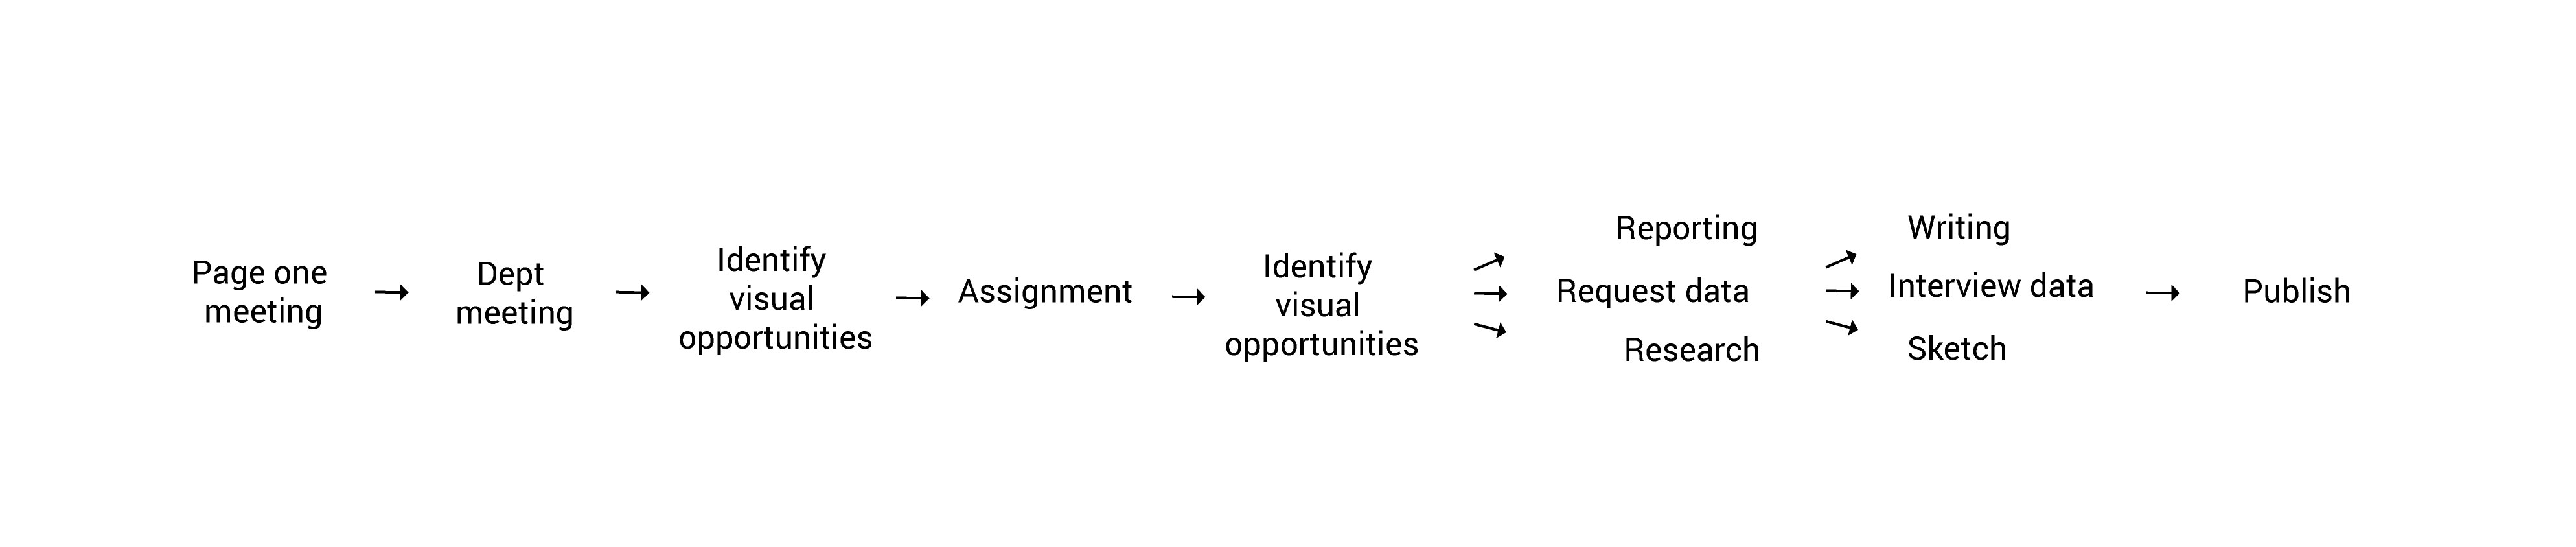 Page one
meeting
Dept
meeting
Identify
visual
opportunities
Assignment
Identify
visual
opportunities
Reporting
Request data
Research
Writing
Interview data
Sketch
Publish